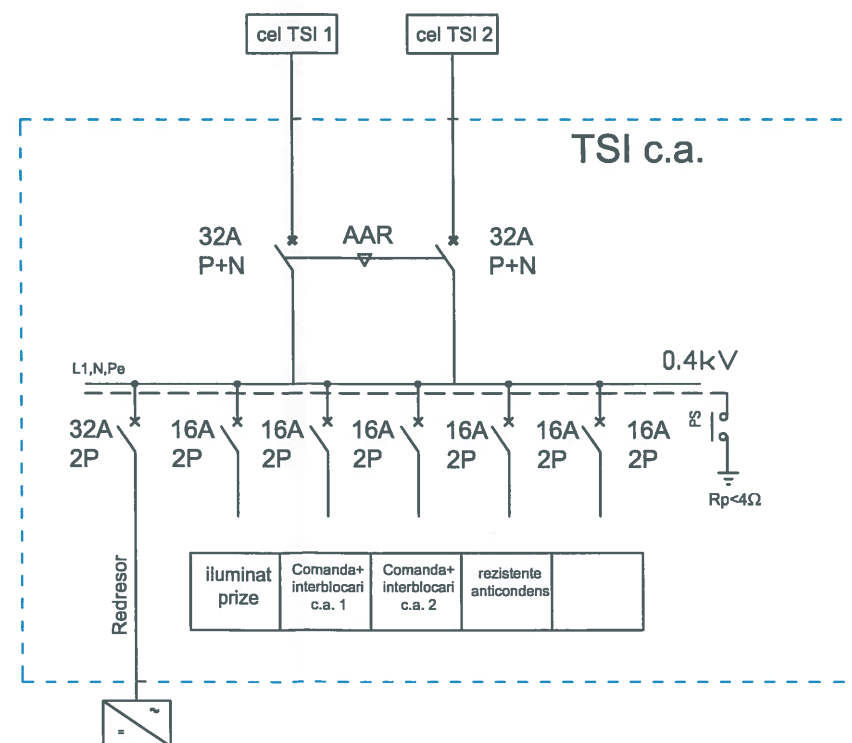 cel TSI 1
cel TSI 2
TSI c.a.
32A
P+N
AAR
32A
P+N
L1,N,Pe
0.4kV
32A
2P
16A
2P
16A
2P
16A
2P
16A
2P
16A
2P
16A
2P
PS
Rp<4Ω
Redresor
iluminat
prize
Comanda+
interblocari
c.a. 1
Comanda+
interblocari
c.a. 2
rezistente
anticondens
~
=